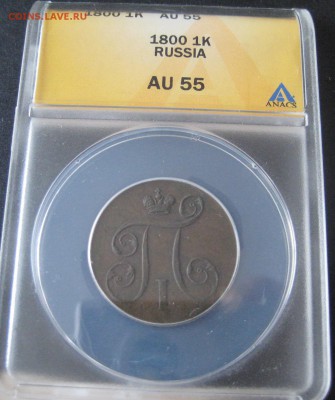 COINS.LAVE.RU
1800 1K AU 55
1800 1K
RUSSIA
AU 55
ANACS
П
I